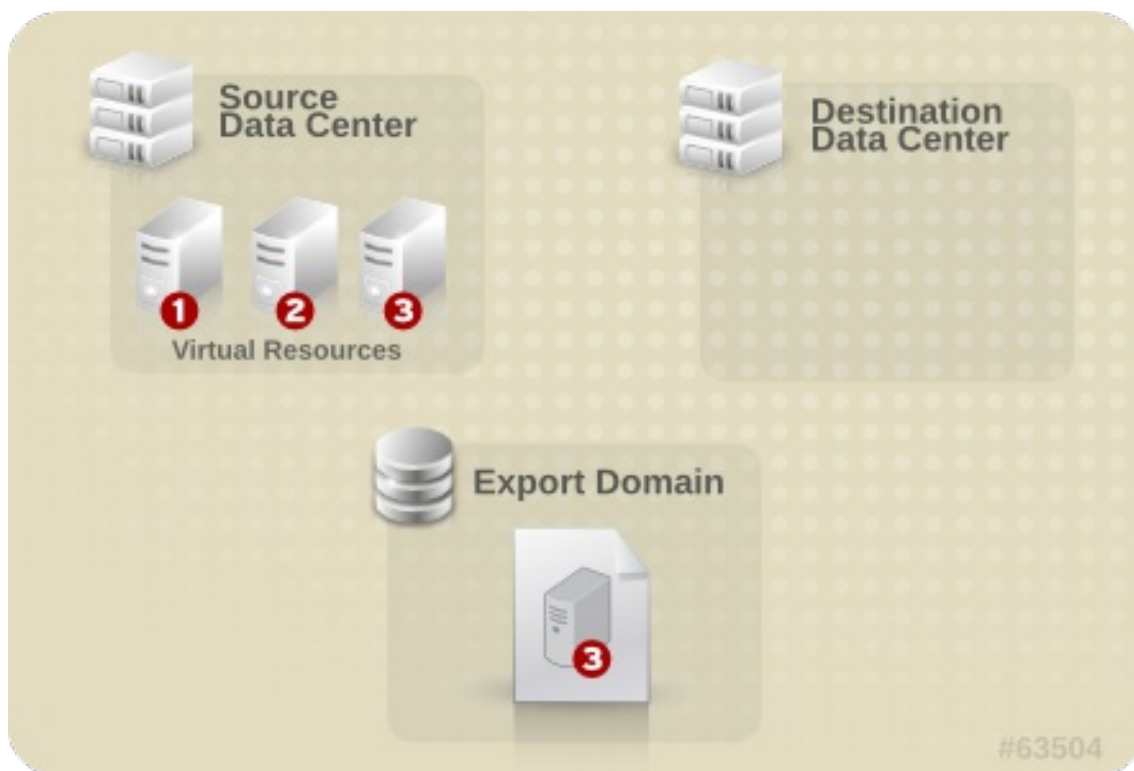 Source
Data Center
Destination
Data Center
1
2
3
Virtual Resources
Export Domain
3
#63504